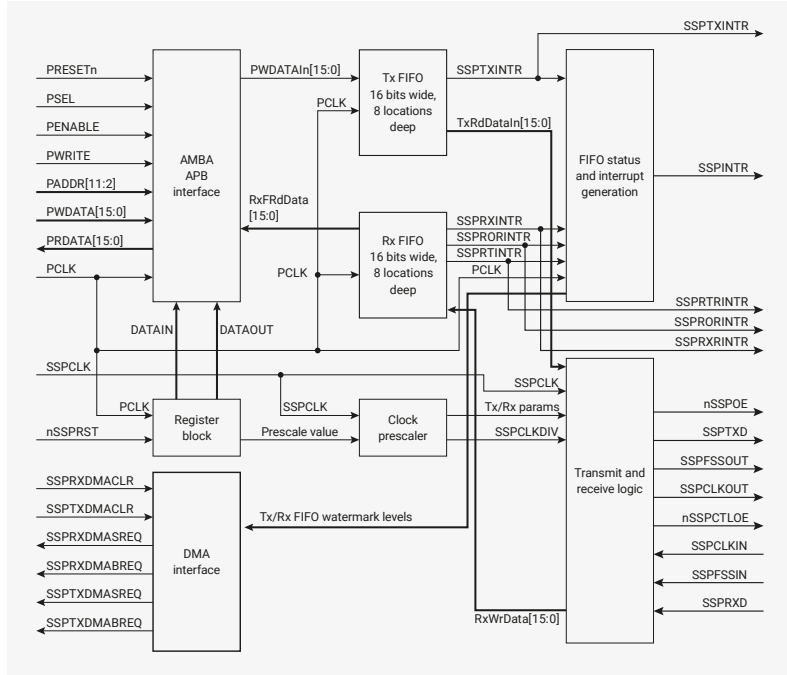 SSPTXINTR
PRESETn
PSEL
PENABLE
PWRITE
PADDR[11:2]
PWDATA[15:0]
PRDATA[15:0]
PCLK
AMBA
APB
interface
PWDATAIn[15:0]
PCLK
RxFRdData
[15:0]
PCLK
Tx FIFO
16 bits wide,
8 locations
deep
SSPTXINTR
TxRdDataIn[15:0]
Rx FIFO
16 bits wide,
8 locations
deep
SSPRXINTR
SSPRORINTR
SSPRTINTR
PCLK
FIFO status
and interrupt
generation
SSPINTR
SSPRTRINTR
SSPRORINTR
SSPRXRINTR
DATAIN
DATAOUT
SSPCLK
PCLK
nSSPRST
Register
block
SSPCLK
Prescale value
Clock
prescaler
SSPCLK
Tx/Rx params
SSPCLKDIV
Transmit and
receive logic
nSSPOE
SSPTXD
SSPFSSOUT
SSPCLKOUT
nSSPCTLOE
SSPCLKIN
SSPFSSIN
SSPRXD
SSPRXDMACLR
SSPTXDMACLR
SSPRXDMASREQ
SSPRXDMABREQ
SSPTXDMASREQ
SSPTXDMABREQ
DMA
interface
Tx/Rx FIFO watermark levels
RxWrData[15:0]